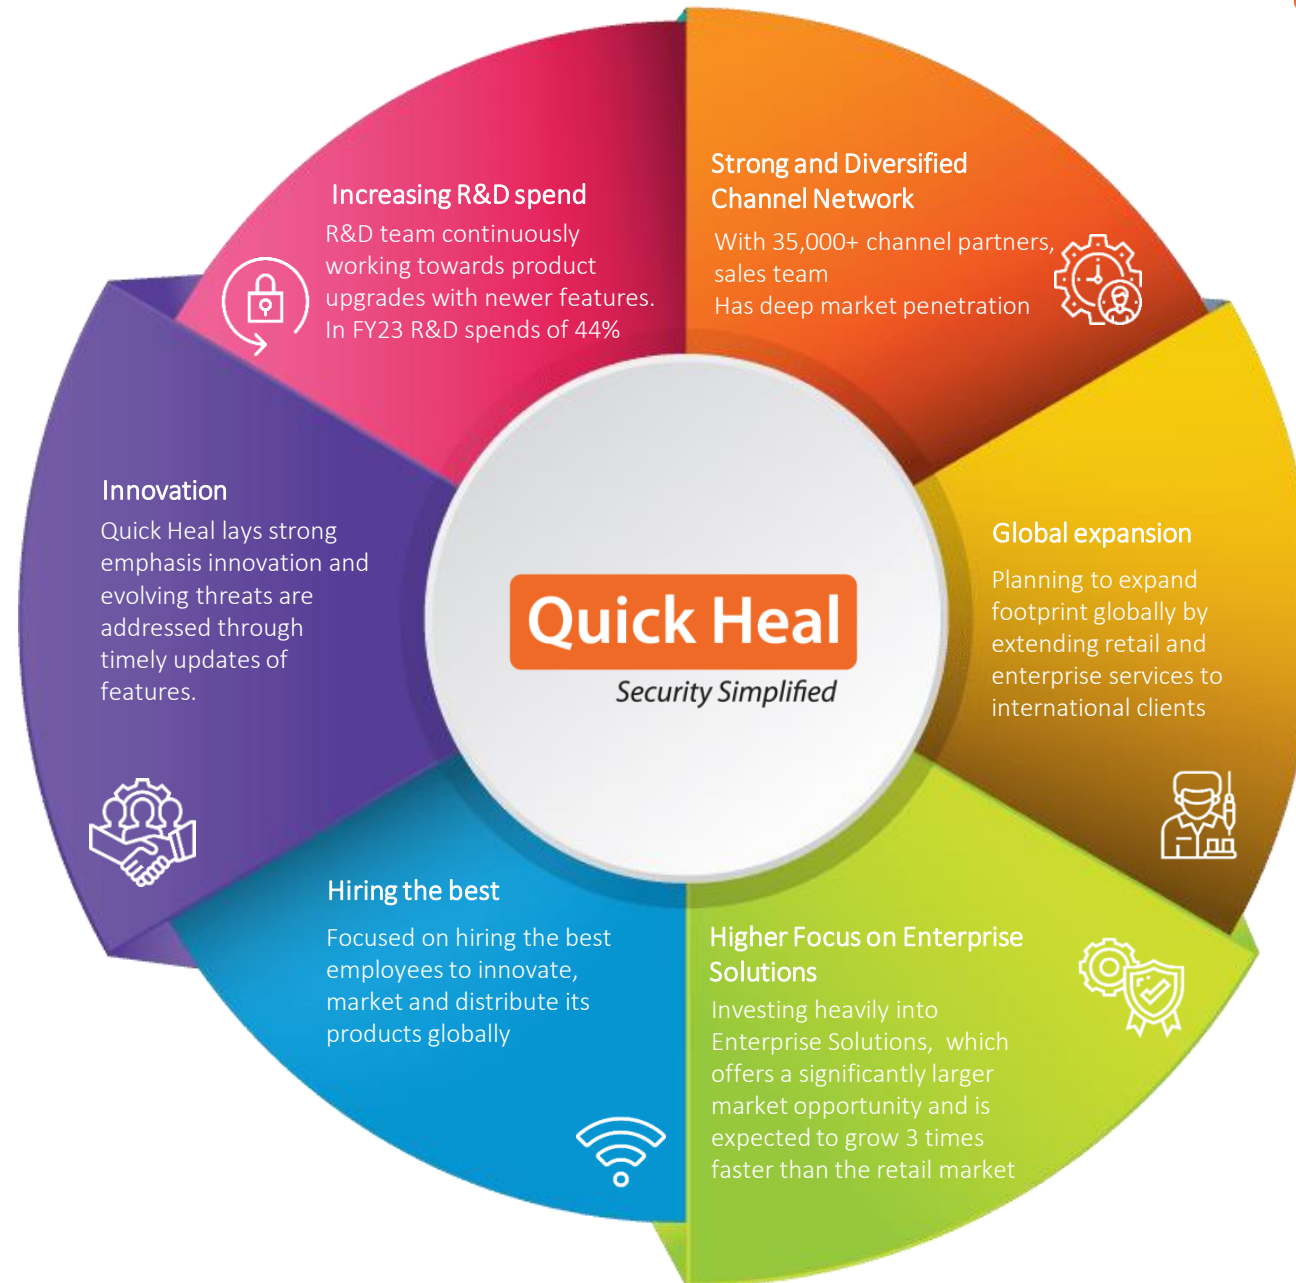 Increasing R&D spend
R&D team continuously
working towards product
upgrades with newer features.
In FY23 R&D spends of 44%
Strong and Diversified
Channel Network
With 35,000+ channel partners,
sales team
Has deep market penetration
Innovation
Quick Heal lays strong
emphasis innovation and
evolving threats are
addressed through
timely updates of
features.
Quick Heal
Security Simplified
Global expansion
Planning to expand
footprint globally by
extending retail and
enterprise services to
international clients
Hiring the best
Focused on hiring the best
employees to innovate,
market and distribute its
products globally
Higher Focus on Enterprise
Solutions
Investing heavily into
Enterprise Solutions, which
offers a significantly larger
market opportunity and is
expected to grow 3 times
faster than the retail market